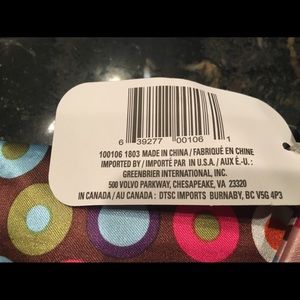 6 39277 00106 1
100106 1803 MADE IN CHINA / FABRIQUÉ EN CHINE
IMPORTED BY / IMPORTÉ PAR IN U.S.A. / AUX É.-U. :
GREENBRIER INTERNATIONAL, INC.
500 VOLVO PARKWAY, CHESAPEAKE, VA 23320
IN CANADA / AU CANADA : DTSC IMPORTS BURNABY, BC V5G 4P3